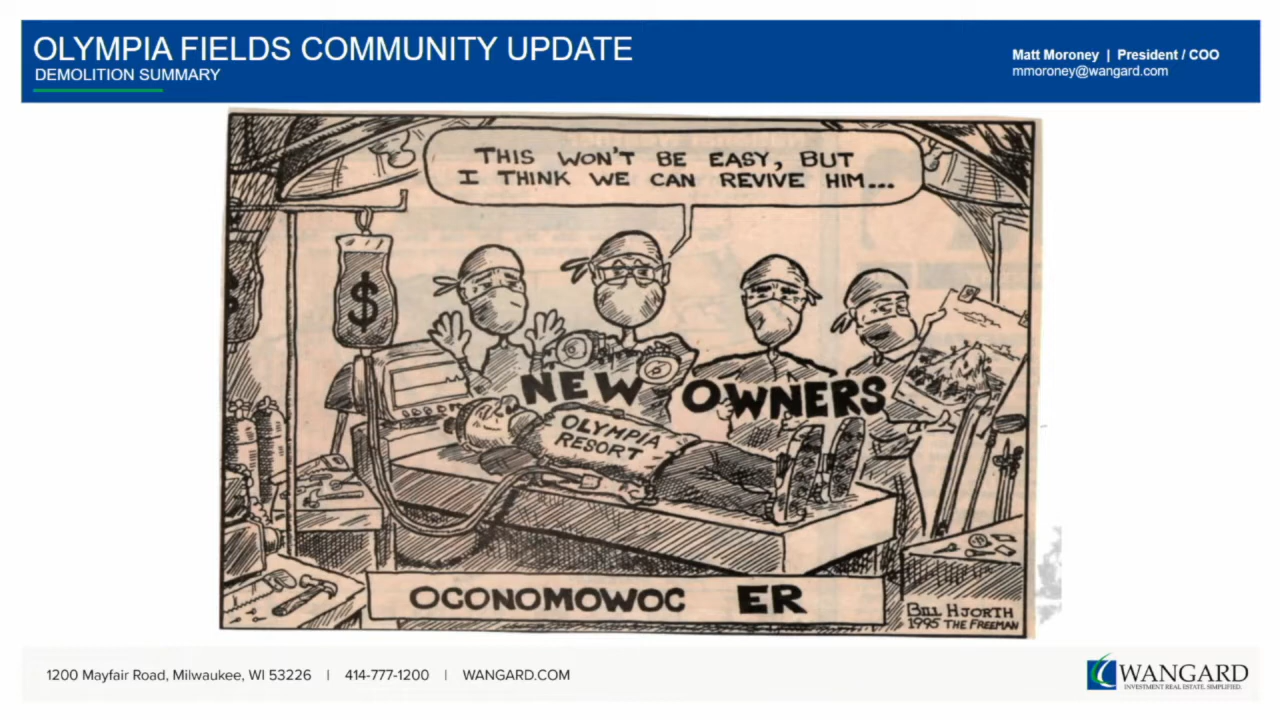 OLYMPIA FIELDS COMMUNITY UPDATE
DEMOLITION SUMMARY
Matt Moroney | President / COO
mmoroney@wangard.com
THIS WON'T BE EASY, BUT
I THINK WE CAN REVIVE HIM...
$
$
NEW OWNERS
OLYMPIA
RESORT
OCONOMOWOC ER
BILL HJORTH
1995 THE FREEMAN
1200 Mayfair Road, Milwaukee, WI 53226 | 414-777-1200 | WANGARD.COM
WANGARD
INVESTMENT REAL ESTATE. SIMPLIFIED.